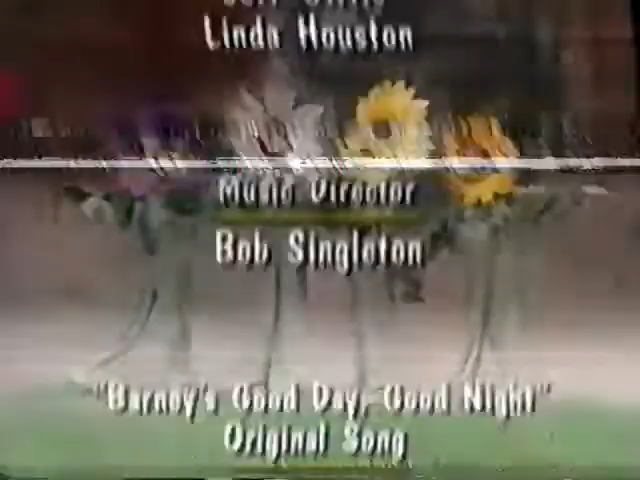 Linda Houston
Music Director
Bob Singleton
"Barney's Good Day, Good Night"
Original Song